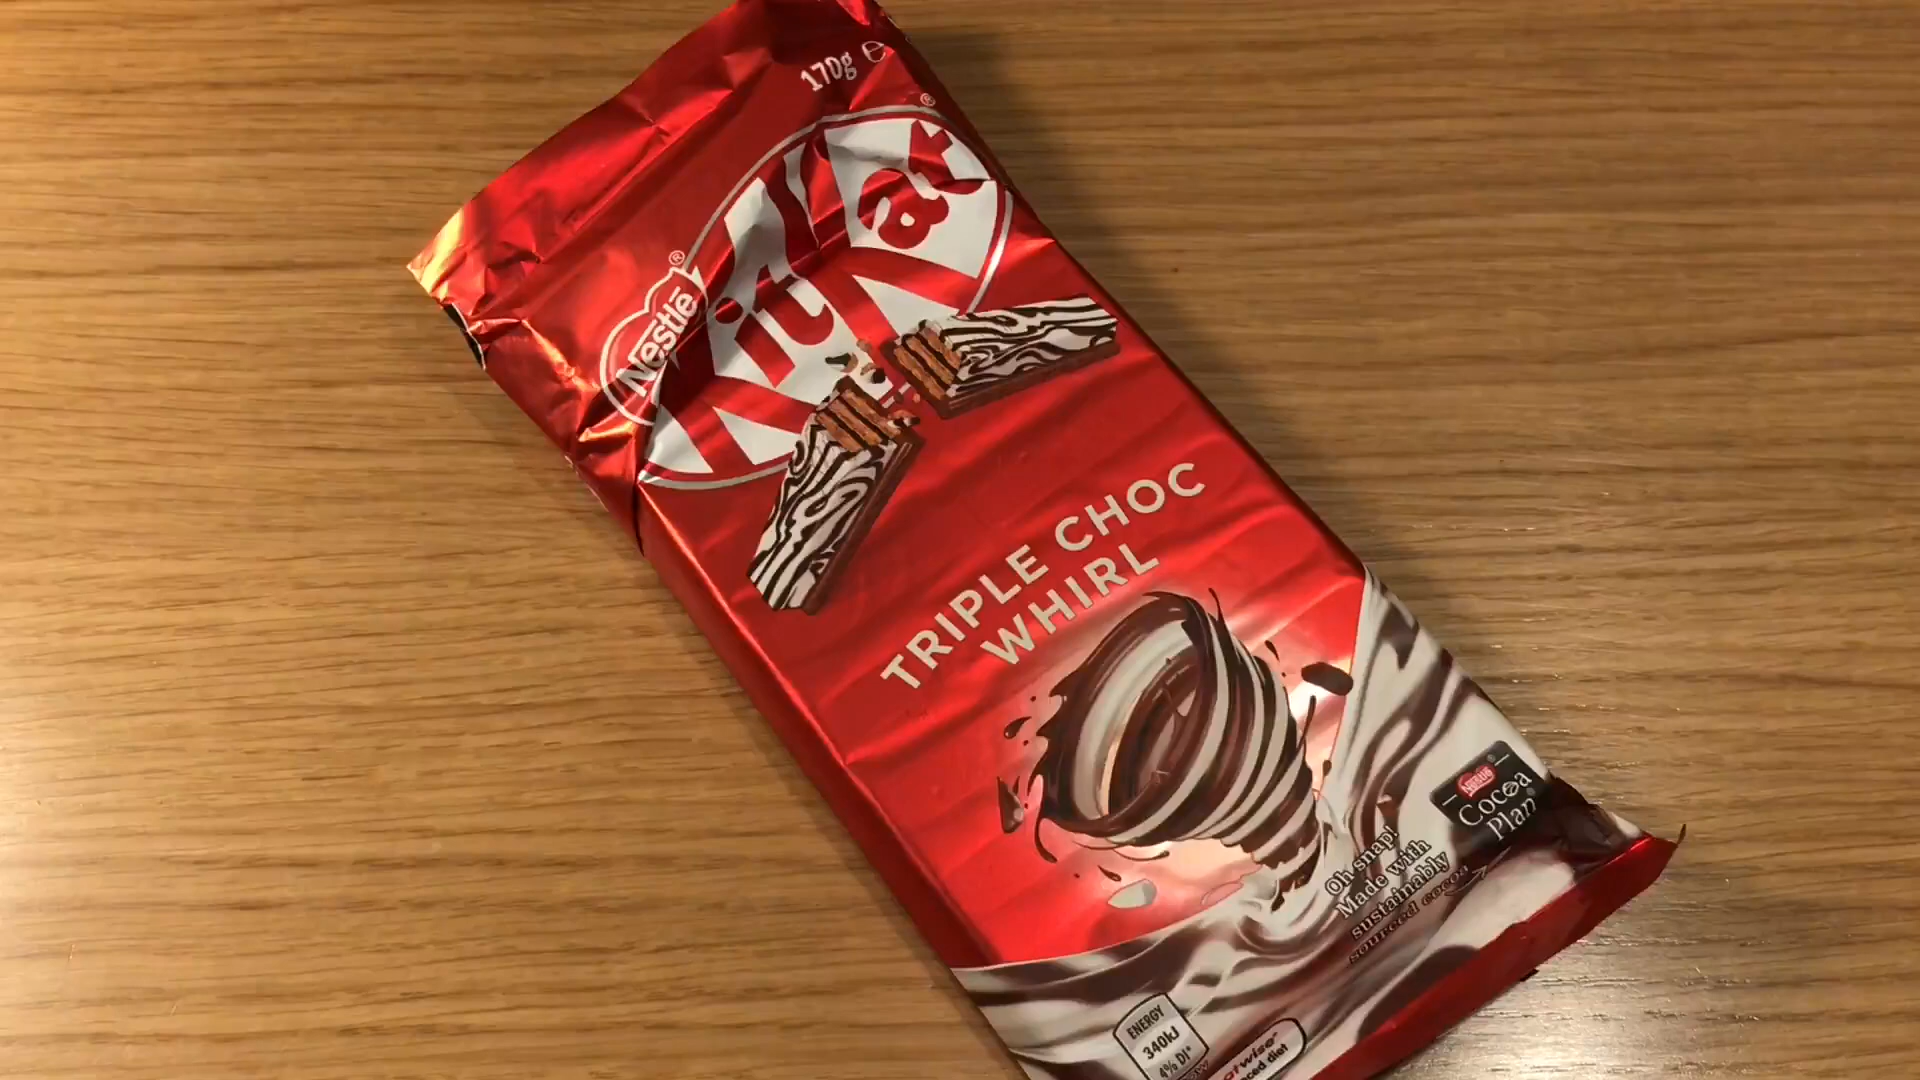 170g e
Nestlé
KitKat
TRIPLE CHOC
WHIRL
Nestlé
Cocoa
Plan
Oh snap!
Made with
sustainably
sourced cocoa
ENERGY
340kJ
4% DI*